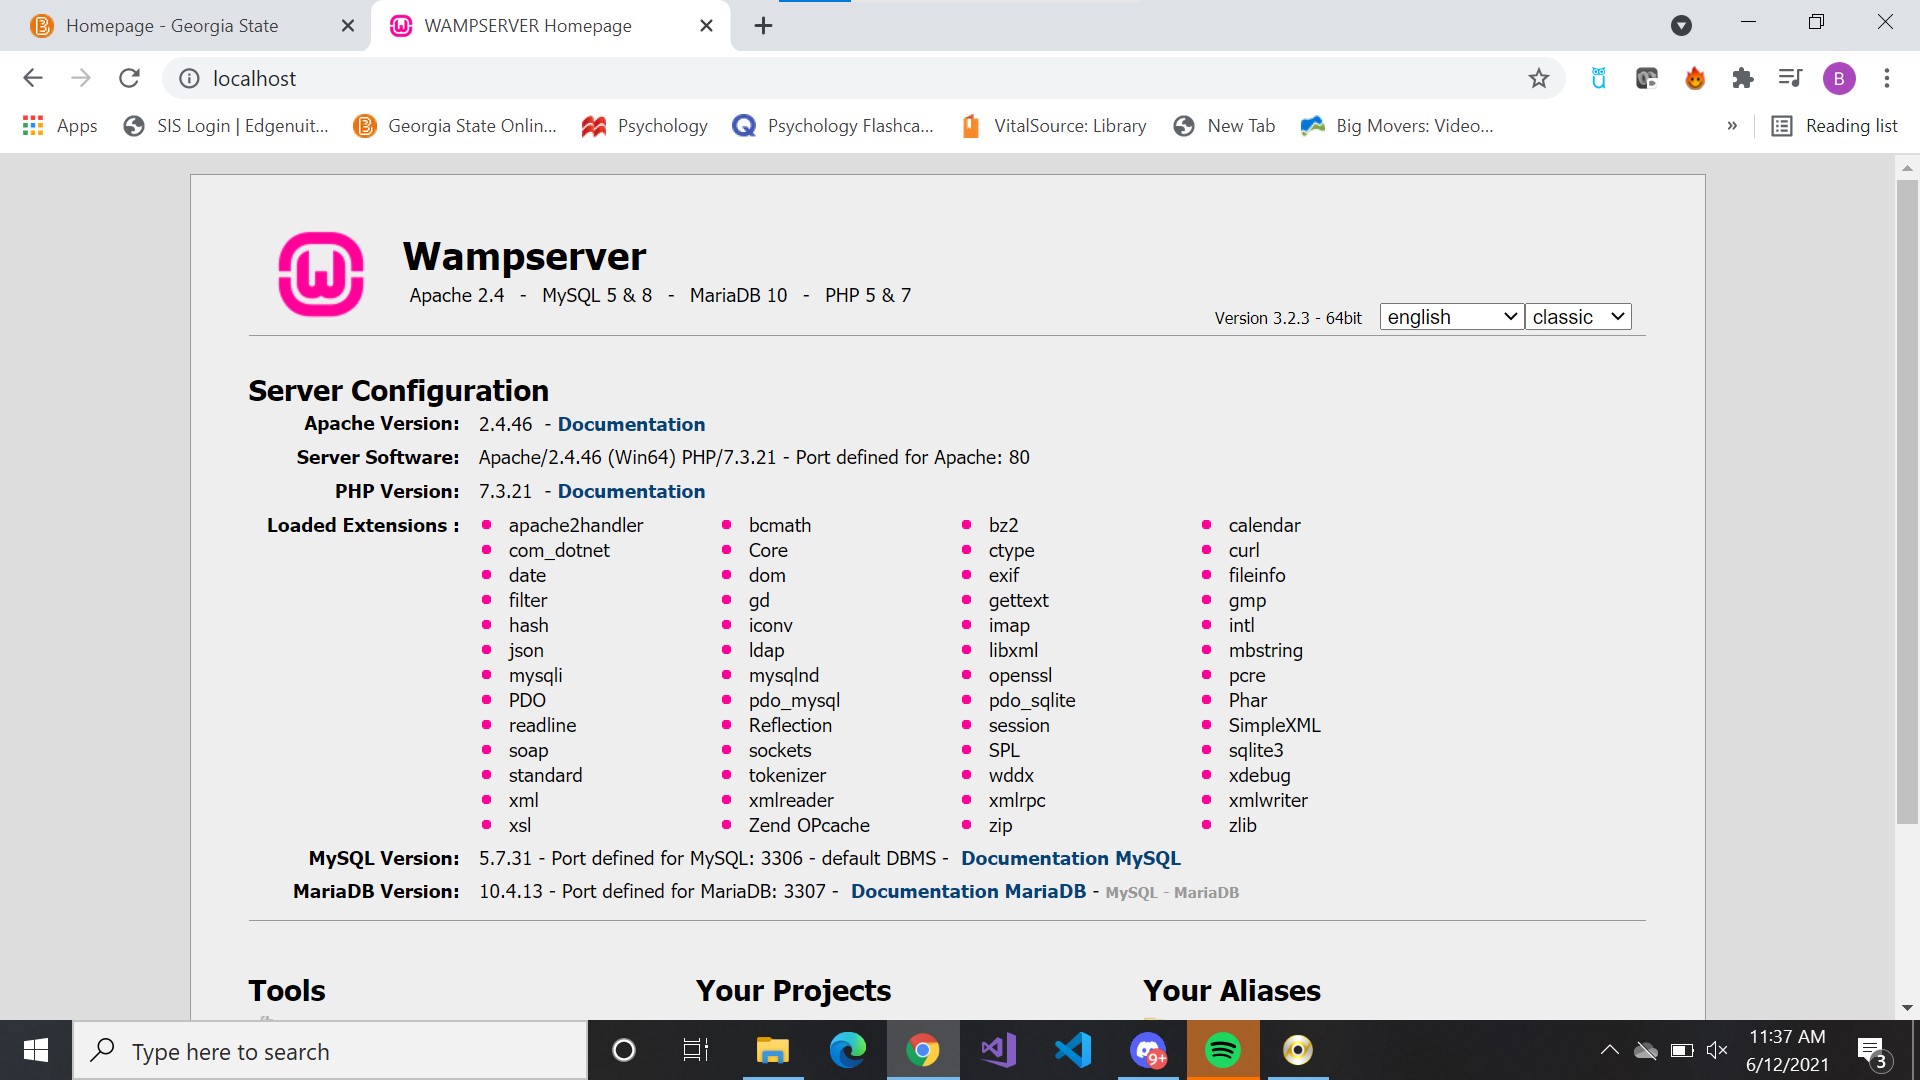 Homepage - Georgia State
WAMPSERVER Homepage
localhost
B
Apps
SIS Login | Edgenuit...
Georgia State Onlin...
Psychology
Psychology Flashca...
VitalSource: Library
New Tab
Big Movers: Video...
»
Reading list
Wampserver
Apache 2.4 - MySQL 5 & 8 - MariaDB 10 - PHP 5 & 7
Version 3.2.3 - 64bit english classic
Server Configuration
Apache Version: 2.4.46 - Documentation
Server Software: Apache/2.4.46 (Win64) PHP/7.3.21 - Port defined for Apache: 80
PHP Version: 7.3.21 - Documentation
Loaded Extensions : apache2handler bcmath bz2 calendar
com_dotnet Core ctype curl
date dom exif fileinfo
filter gd gettext gmp
hash iconv imap intl
json ldap libxml mbstring
mysqli mysqlnd openssl pcre
PDO pdo_mysql pdo_sqlite Phar
readline Reflection session SimpleXML
soap sockets SPL sqlite3
standard tokenizer wddx xdebug
xml xmlreader xmlrpc xmlwriter
xsl Zend OPcache zip zlib
MySQL Version: 5.7.31 - Port defined for MySQL: 3306 - default DBMS - Documentation MySQL
MariaDB Version: 10.4.13 - Port defined for MariaDB: 3307 - Documentation MariaDB - MySQL - MariaDB
Tools Your Projects Your Aliases
Type here to search
9+
11:37 AM
6/12/2021
3